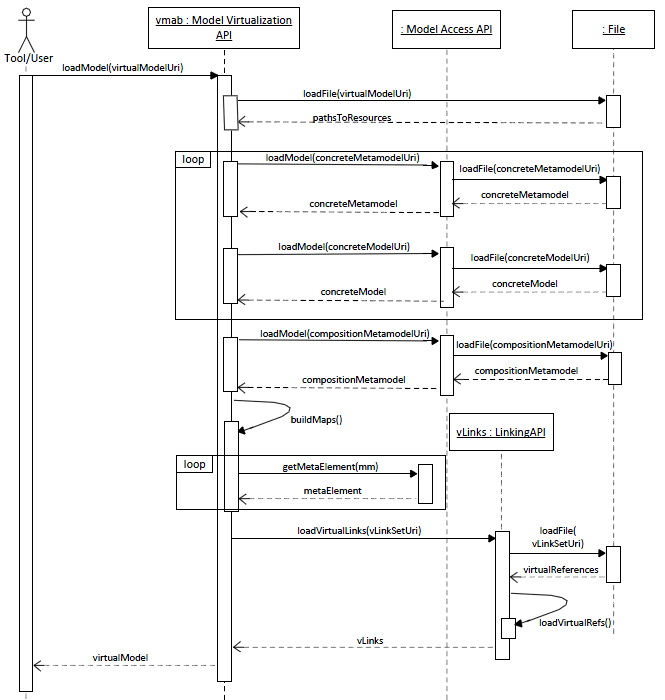 vmab : Model Virtualization
API
: Model Access API
: File
Tool/User
loadModel(virtualModelUri)
loadFile(virtualModelUri)
pathsToResources
loop
loadModel(concreteMetamodelUri)
loadFile(concreteMetamodelUri)
concreteMetamodel
concreteMetamodel
loadModel(concreteModelUri)
loadFile(concreteModelUri)
concreteModel
concreteModel
loadModel(compositionMetamodelUri)
loadFile(compositionMetamodelUri)
compositionMetamodel
compositionMetamodel
buildMaps()
vLinks : LinkingAPI
loop
getMetaElement(mm)
metaElement
loadVirtualLinks(vLinkSetUri)
loadFile(
vLinkSetUri)
virtualReferences
loadVirtualRefs()
vLinks
virtualModel